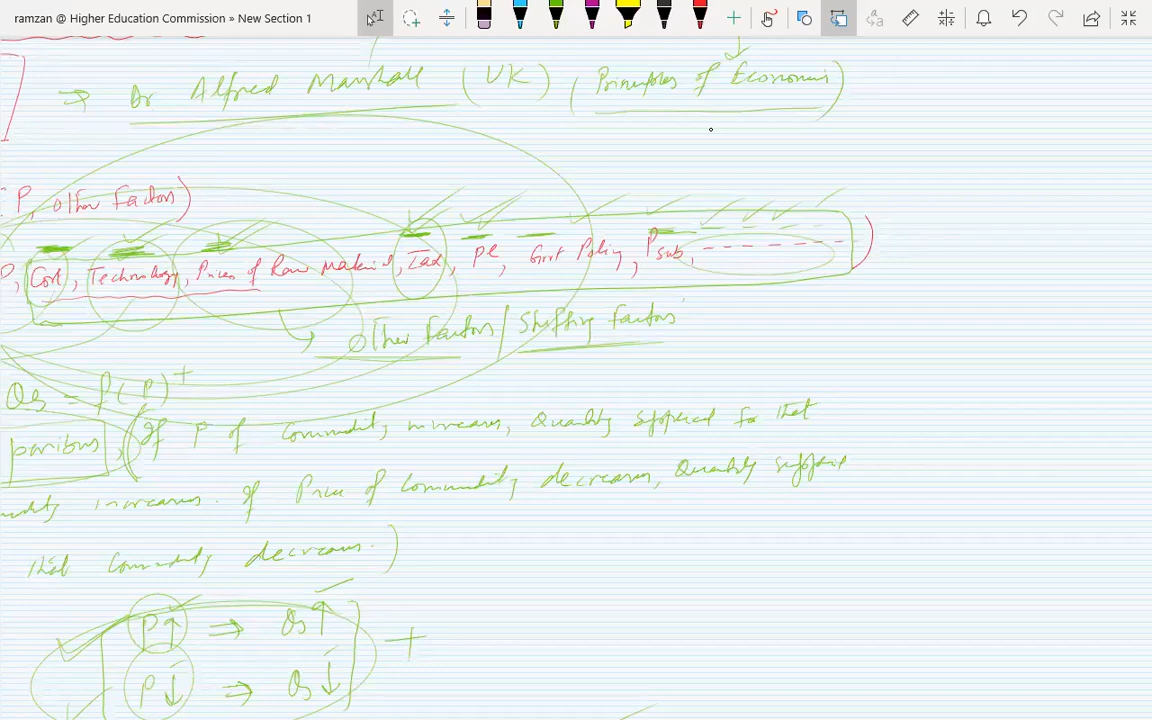 ramzan @ Higher Education Commission » New Section 1
→ Dr Alfred Marshall (UK) (Principles of Economics)
P, other factors)
P, Cost, Technology, Prices of Raw Material, Tax, Pe, Govt Policy, Psub, - - - - - - - -)
→ other factors / Shifting factors
Qs = f(P)+
paribus, (If P of commodity increases, Quantity supplied for that
increases. If Price of Commodity decreases, Quantity
that commodity decreases.)
P↑ ⇒ Qs↑ +
P↓ ⇒ Qs↓